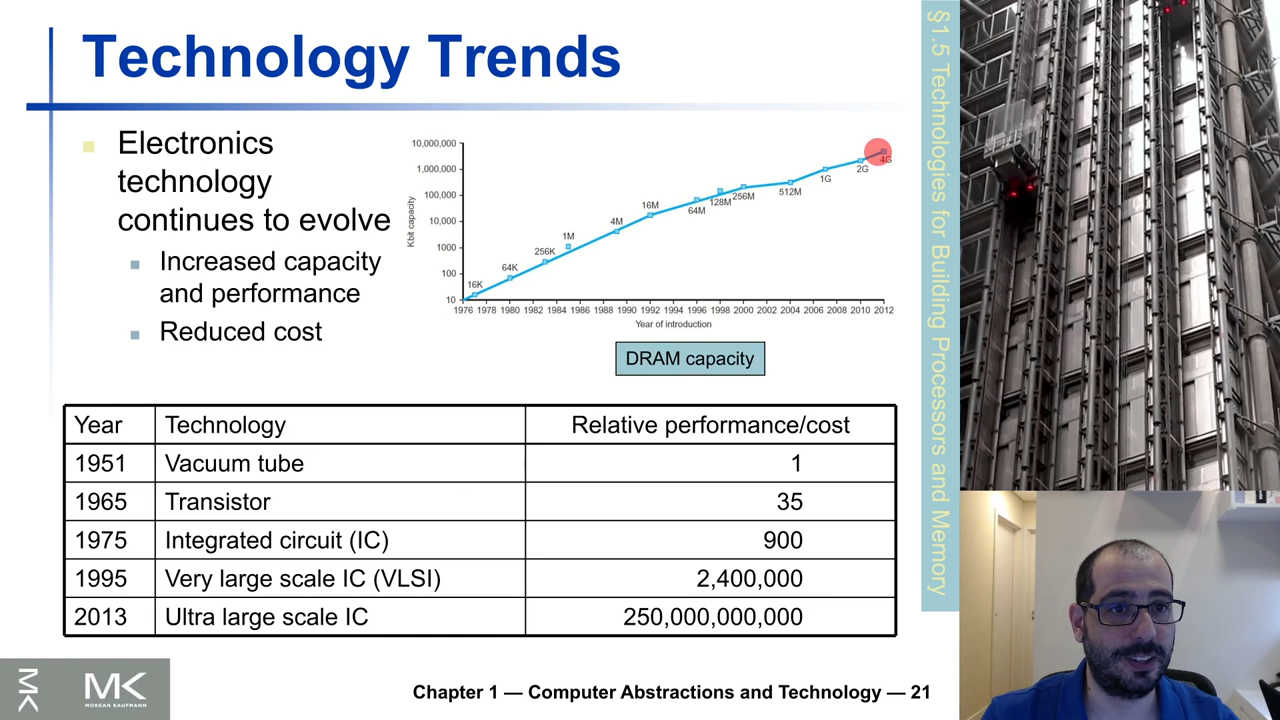 Technology Trends
Electronics
technology
continues to evolve
Increased capacity
and performance
Reduced cost
Kbit capacity
10,000,000
1,000,000
100,000
10,000
1000
100
10
16K
64K
256K
1M
4M
16M
64M
128M
256M
512M
1G
2G
4G
1976 1978 1980 1982 1984 1986 1988 1990 1992 1994 1996 1998 2000 2002 2004 2006 2008 2010 2012
Year of introduction
DRAM capacity
Year Technology Relative performance/cost
1951 Vacuum tube 1
1965 Transistor 35
1975 Integrated circuit (IC) 900
1995 Very large scale IC (VLSI) 2,400,000
2013 Ultra large scale IC 250,000,000,000
§1.5 Technologies for Building Processors and Memory
MK
MK
MORGAN KAUFMANN
Chapter 1 — Computer Abstractions and Technology — 21